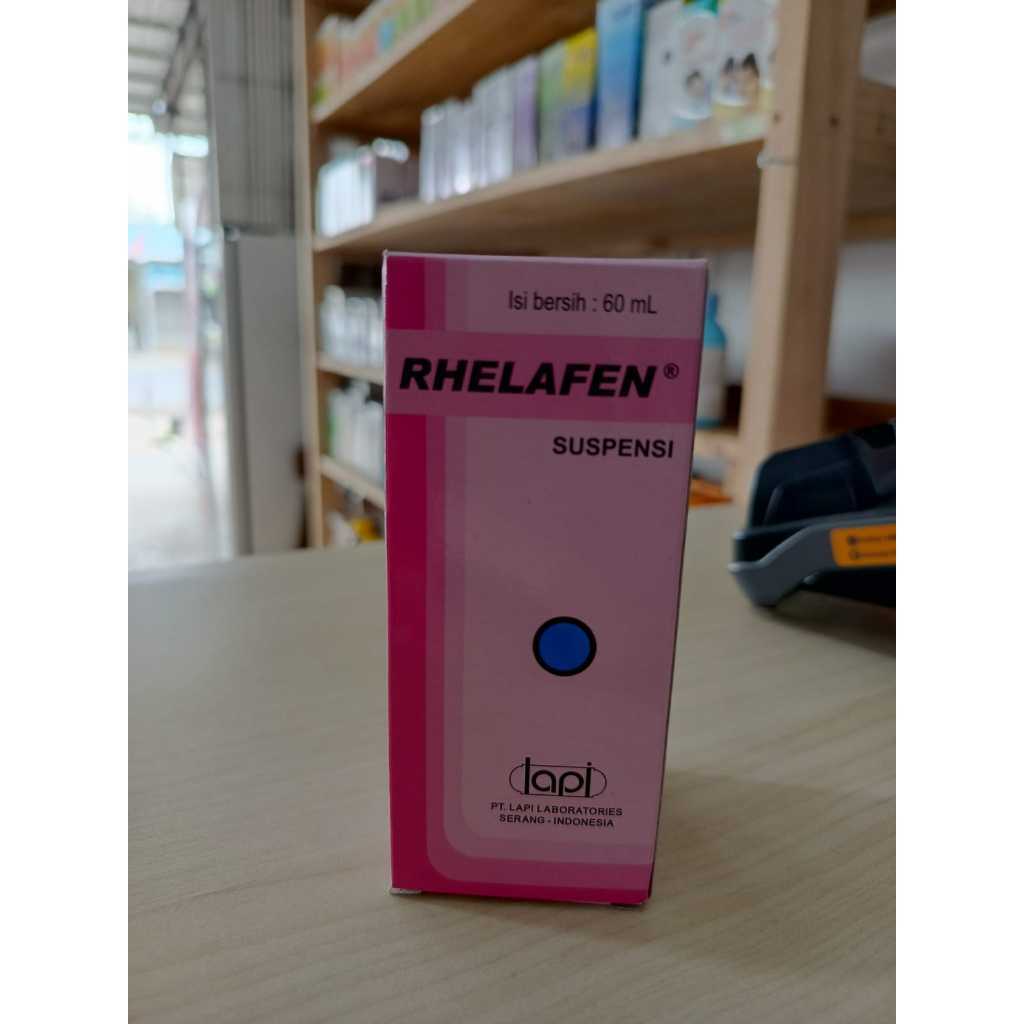 Isi bersih : 60 mL
RHELAFEN®
SUSPENSI
lapi
PT. LAPI LABORATORIES
SERANG - INDONESIA